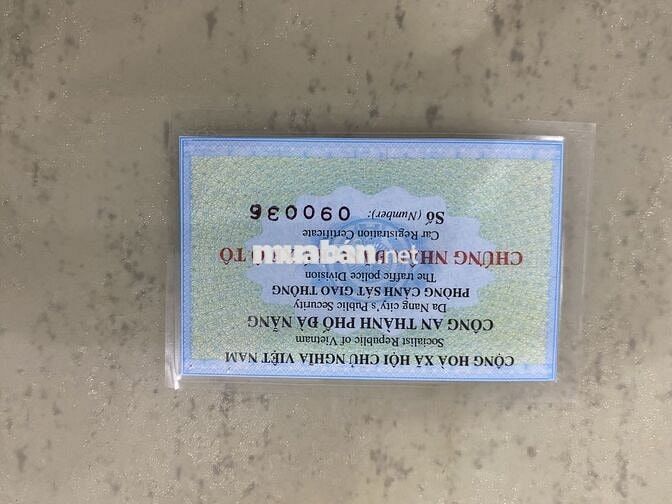 CỘNG HOÀ XÃ HỘI CHỦ NGHĨA VIỆT NAM
Socialist Republic of Vietnam
CÔNG AN THÀNH PHỐ ĐÀ NẴNG
Da Nang city's Public Security
PHÒNG CẢNH SÁT GIAO THÔNG
The traffic police Division
CHỨNG TÔ
Car Registration Certificate
Số (Number): 090036
muaban.net